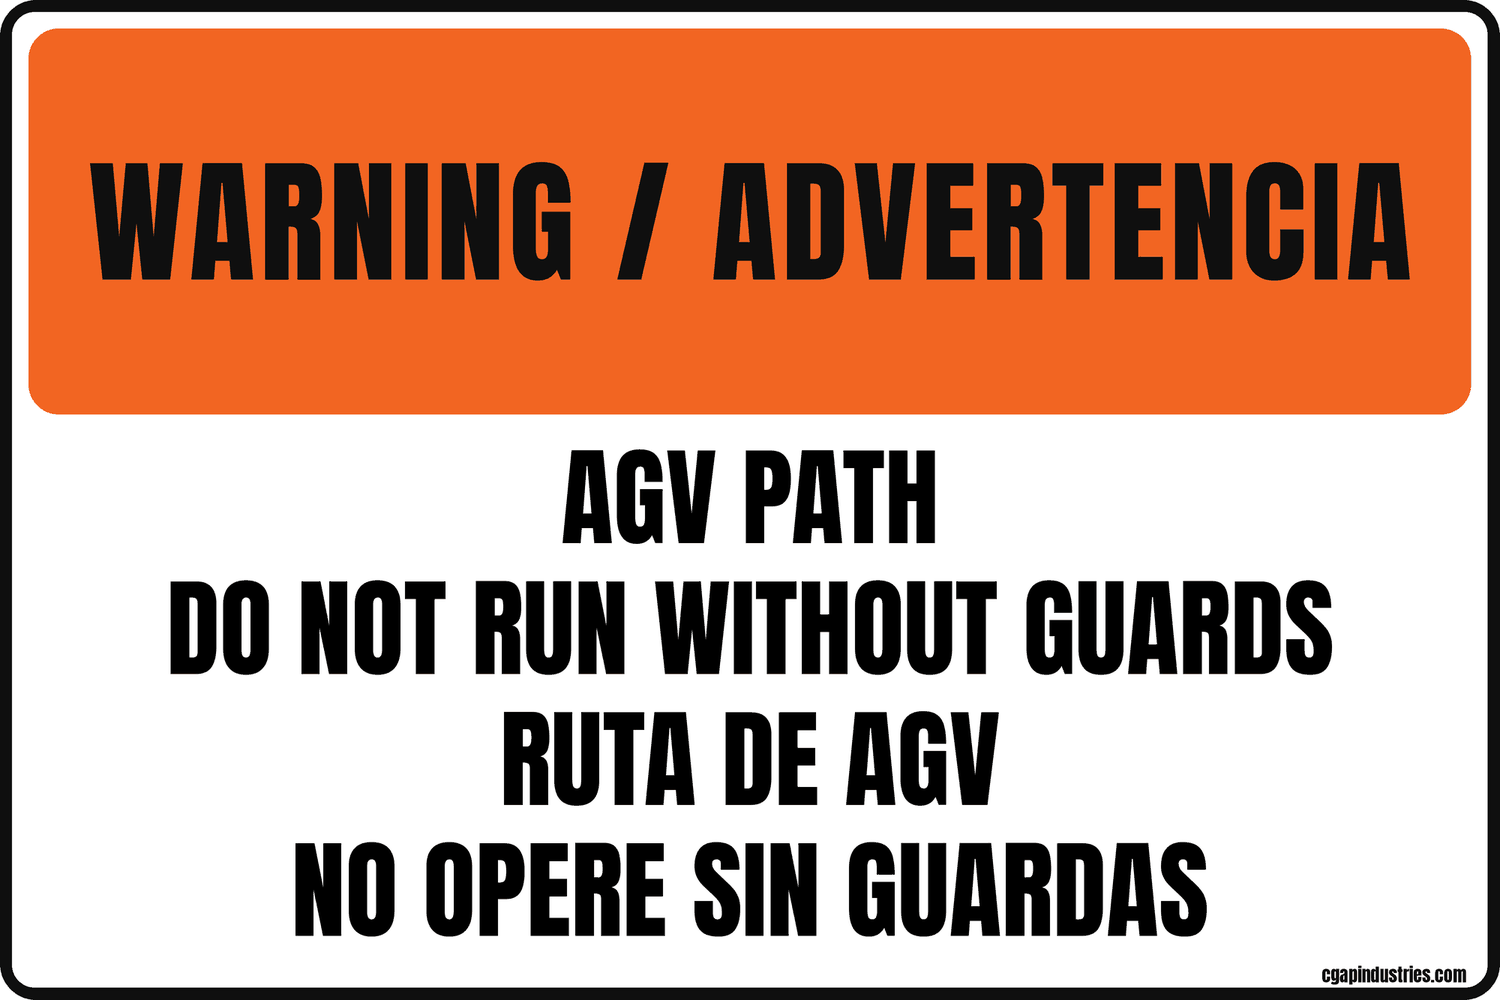 WARNING / ADVERTENCIA
AGV PATH
DO NOT RUN WITHOUT GUARDS
RUTA DE AGV
NO OPERE SIN GUARDAS
cgapindustries.com